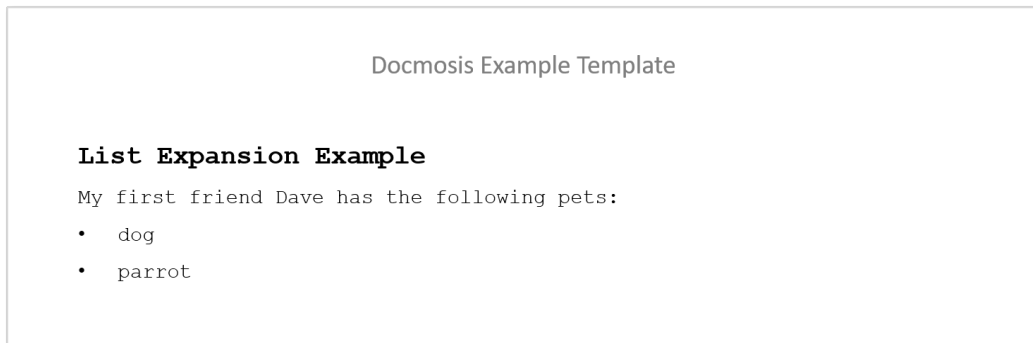 Docmosis Example Template
List Expansion Example
My first friend Dave has the following pets:
• dog
• parrot